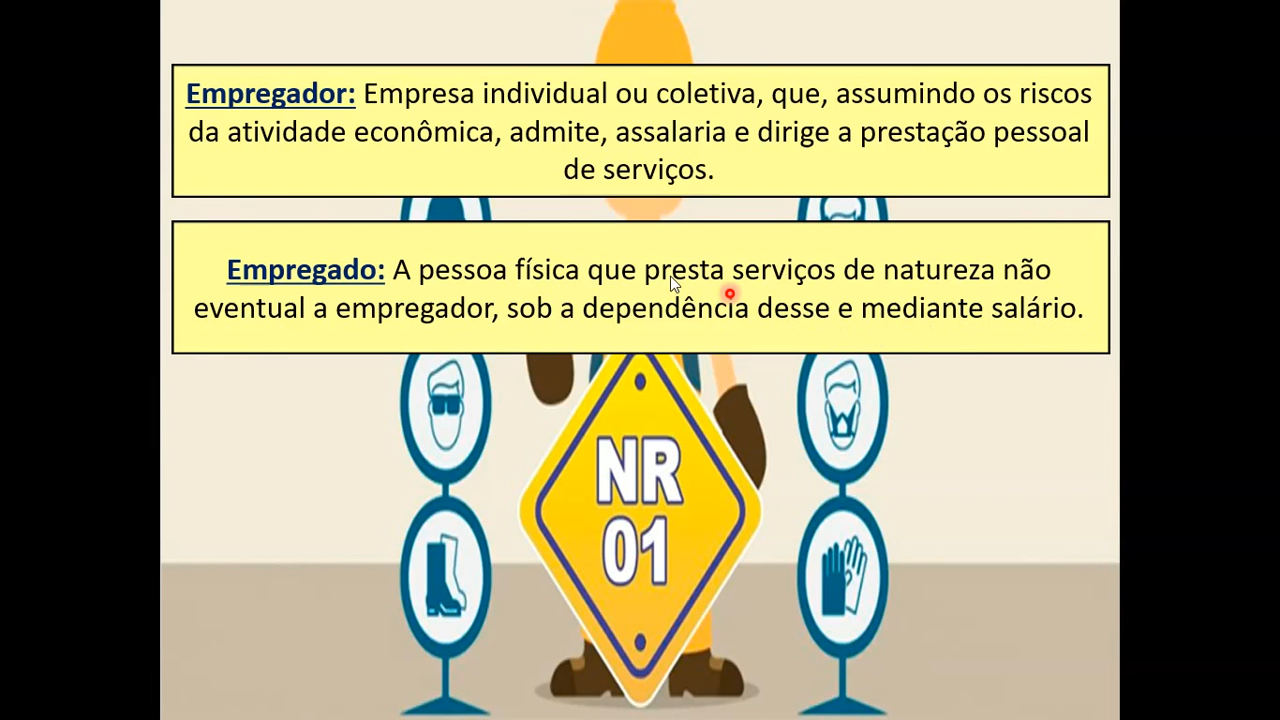 Empregador: Empresa individual ou coletiva, que, assumindo os riscos
da atividade econômica, admite, assalaria e dirige a prestação pessoal
de serviços.
Empregado: A pessoa física que presta serviços de natureza não
eventual a empregador, sob a dependência desse e mediante salário.
NR
01